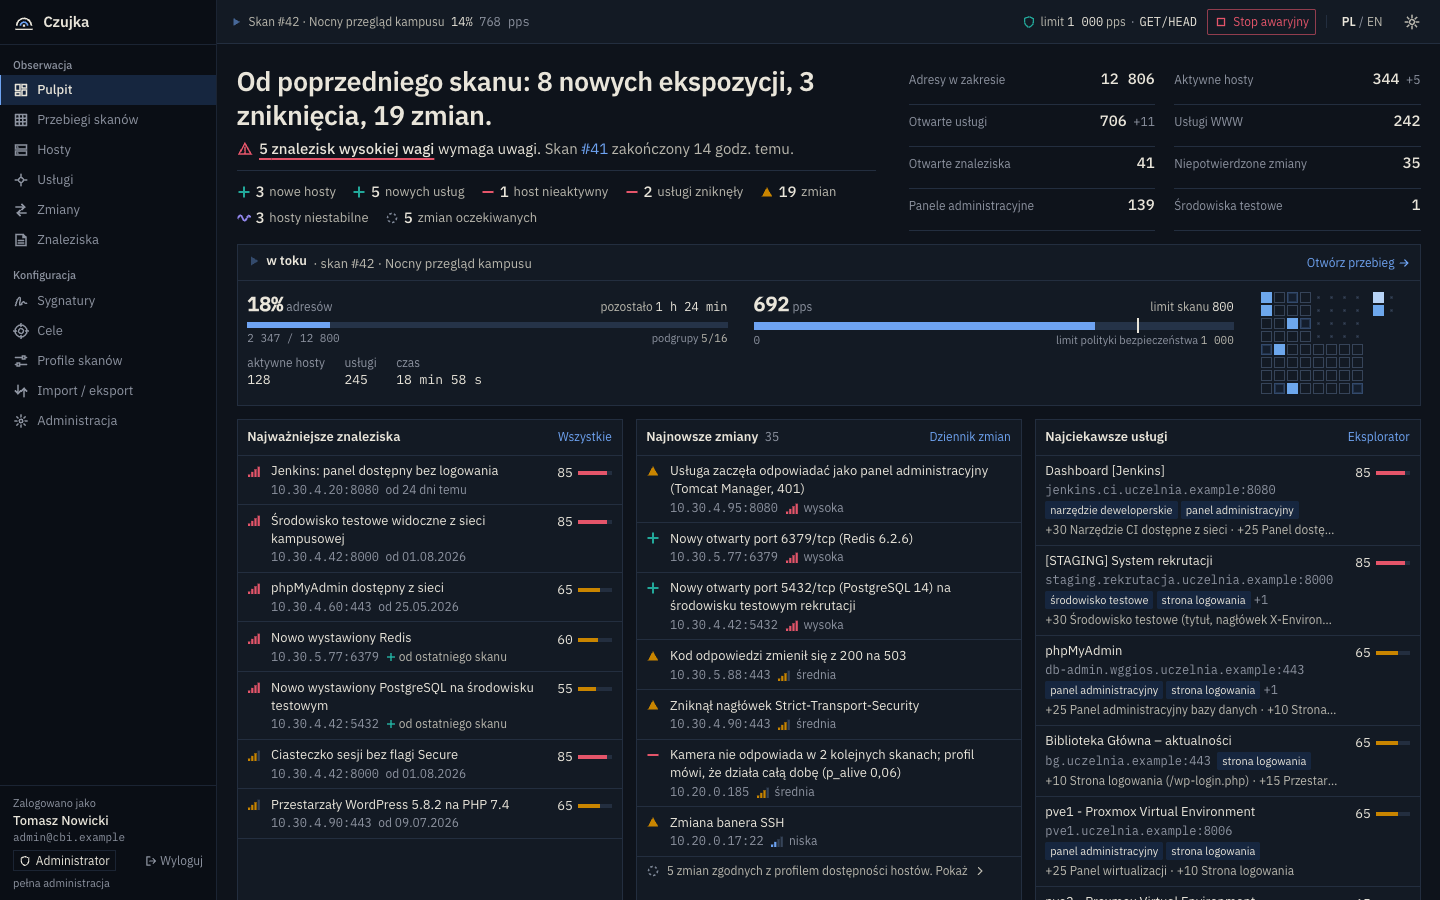 Czujka
Skan #42 · Nocny przegląd kampusu 14% 768 pps
limit 1 000 pps · GET/HEAD
Stop awaryjny
PL / EN
Obserwacja
Pulpit
Przebiegi skanów
Hosty
Usługi
Zmiany
Znaleziska
Konfiguracja
Sygnatury
Cele
Profile skanów
Import / eksport
Administracja
Zalogowano jako
Tomasz Nowicki
admin@cbi.example
Administrator
Wyloguj
pełna administracja
Od poprzedniego skanu: 8 nowych ekspozycji, 3
zniknięcia, 19 zmian.
5 znalezisk wysokiej wagi wymaga uwagi. Skan #41 zakończony 14 godz. temu.
3 nowe hosty 5 nowych usług 1 host nieaktywny 2 usługi zniknęły 19 zmian
3 hosty niestabilne 5 zmian oczekiwanych
Adresy w zakresie 12 806
Aktywne hosty 344 +5
Otwarte usługi 706 +11
Usługi WWW 242
Otwarte znaleziska 41
Niepotwierdzone zmiany 35
Panele administracyjne 139
Środowiska testowe 1
w toku · skan #42 · Nocny przegląd kampusu
Otwórz przebieg →
18% adresów pozostało 1 h 24 min
2 347 / 12 800 podgrupy 5/16
aktywne hosty usługi czas
128 245 18 min 58 s
692 pps limit skanu 800
0 limit polityki bezpieczeństwa 1 000
Najważniejsze znaleziska Wszystkie
Jenkins: panel dostępny bez logowania 85
10.30.4.20:8080 od 24 dni temu
Środowisko testowe widoczne z sieci 85
kampusowej
10.30.4.42:8000 od 01.08.2026
phpMyAdmin dostępny z sieci 65
10.30.4.60:443 od 25.05.2026
Nowo wystawiony Redis 60
10.30.5.77:6379 + od ostatniego skanu
Nowo wystawiony PostgreSQL na środowisku 55
testowym
10.30.4.42:5432 + od ostatniego skanu
Ciasteczko sesji bez flagi Secure 85
10.30.4.42:8000 od 01.08.2026
Przestarzały WordPress 5.8.2 na PHP 7.4 65
10.30.4.90:443 od 09.07.2026
Najnowsze zmiany 35 Dziennik zmian
Usługa zaczęła odpowiadać jako panel administracyjny
(Tomcat Manager, 401)
10.30.4.95:8080 wysoka
Nowy otwarty port 6379/tcp (Redis 6.2.6)
10.30.5.77:6379 wysoka
Nowy otwarty port 5432/tcp (PostgreSQL 14) na
środowisku testowym rekrutacji
10.30.4.42:5432 wysoka
Kod odpowiedzi zmienił się z 200 na 503
10.30.5.88:443 średnia
Zniknął nagłówek Strict-Transport-Security
10.30.4.90:443 średnia
Kamera nie odpowiada w 2 kolejnych skanach; profil
mówi, że działa całą dobę (p_alive 0,06)
10.20.0.185 średnia
Zmiana banera SSH
10.20.0.17:22 niska
5 zmian zgodnych z profilem dostępności hostów. Pokaż
Najciekawsze usługi Eksplorator
Dashboard [Jenkins] 85
jenkins.ci.uczelnia.example:8080
narzędzie deweloperskie panel administracyjny
+30 Narzędzie CI dostępne z sieci · +25 Panel dostę...
[STAGING] System rekrutacji 85
staging.rekrutacja.uczelnia.example:8000
środowisko testowe strona logowania +1
+30 Środowisko testowe (tytuł, nagłówek X-Environ...
phpMyAdmin 65
db-admin.wggios.uczelnia.example:443
panel administracyjny strona logowania +1
+25 Panel administracyjny bazy danych · +10 Strona...
Biblioteka Główna – aktualności 65
bg.uczelnia.example:443 strona logowania
+10 Strona logowania (/wp-login.php) · +15 Przestar...
pve1 - Proxmox Virtual Environment 65
pve1.uczelnia.example:8006
panel administracyjny strona logowania
+25 Panel wirtualizacji · +10 Strona logowania